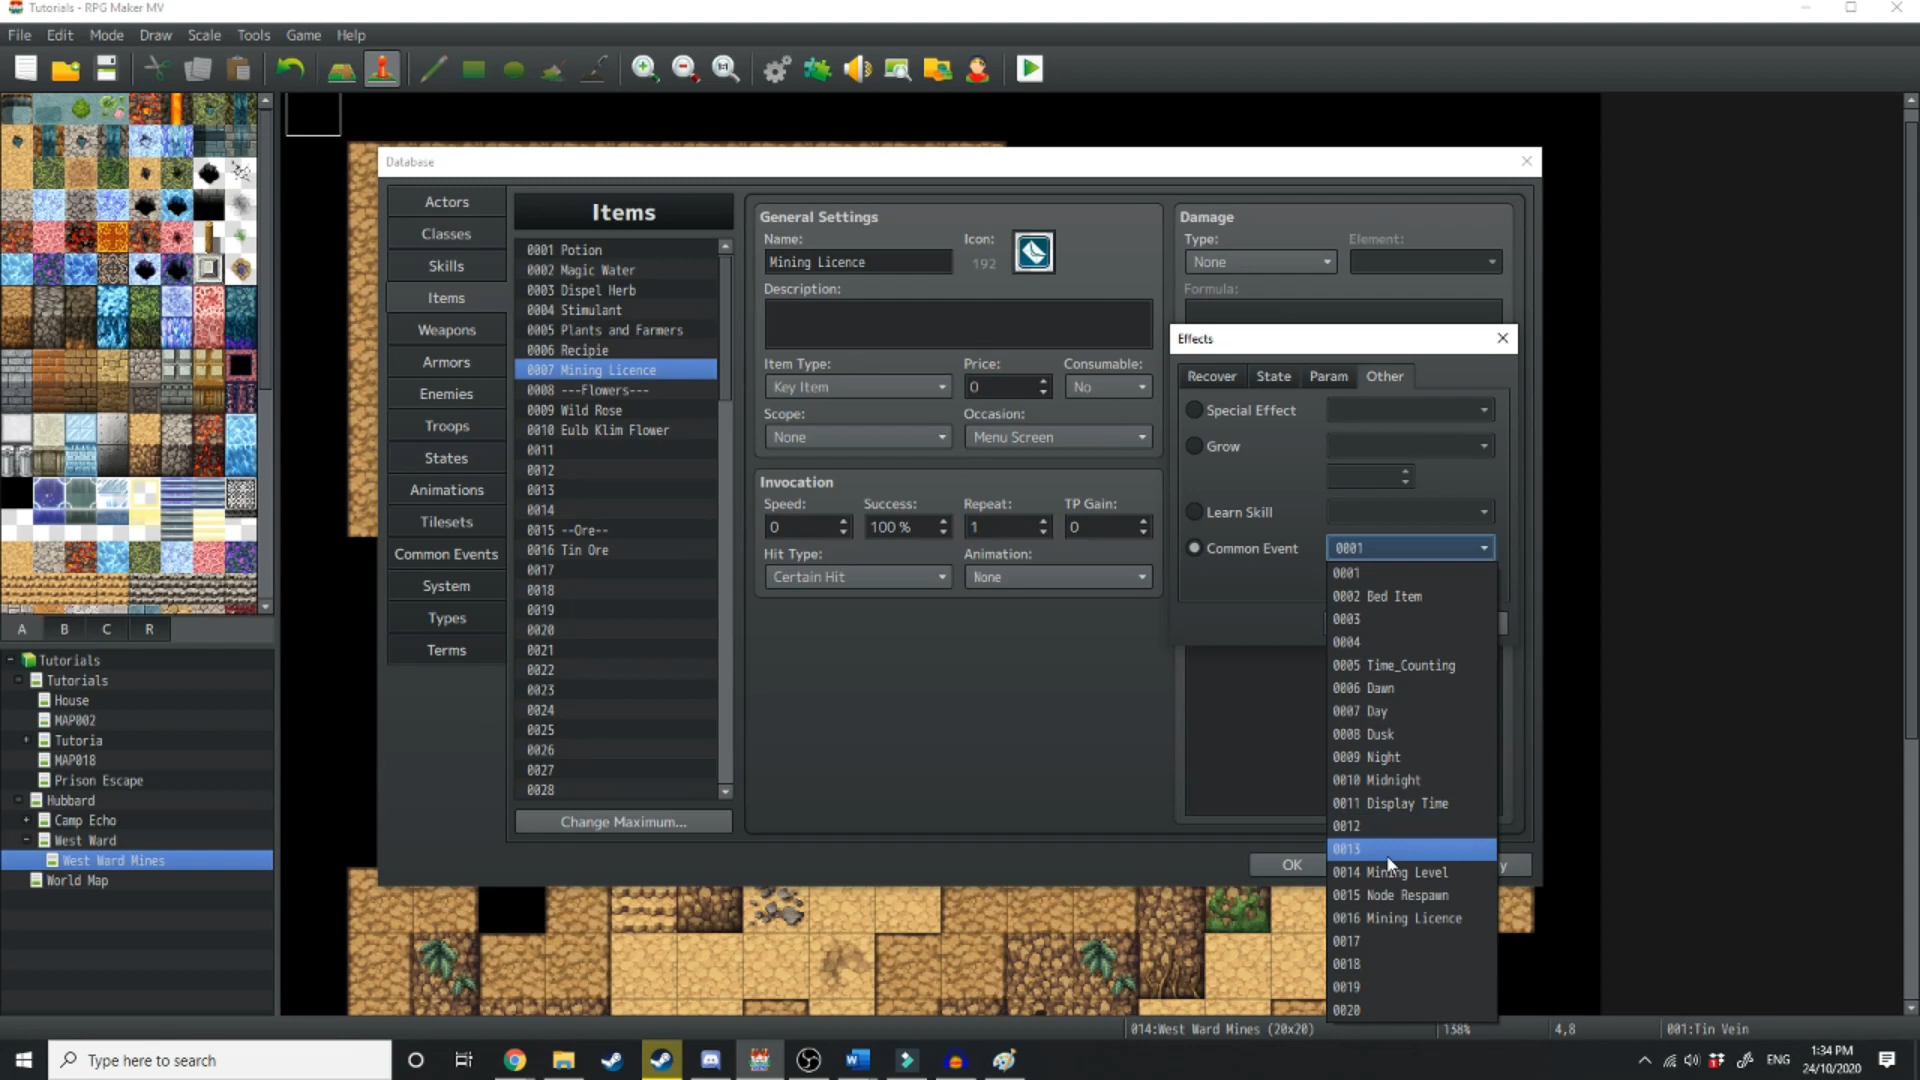 Tutorials - RPG Maker MV
File Edit Mode Draw Scale Tools Game Help
Database
Actors
Classes
Skills
Items
Weapons
Armors
Enemies
Troops
States
Animations
Tilesets
Common Events
System
Types
Terms
Items
0001 Potion
0002 Magic Water
0003 Dispel Herb
0004 Stimulant
0005 Plants and Farmers
0006 Recipie
0007 Mining Licence
0008 ---Flowers---
0009 Wild Rose
0010 Eulb Klim Flower
0011
0012
0013
0014
0015 --Ore--
0016 Tin Ore
0017
0018
0019
0020
0021
0022
0023
0024
0025
0026
0027
0028
Change Maximum...
General Settings
Name: Icon:
Mining Licence 192
Description:
Item Type: Price: Consumable:
Key Item 0 No
Scope: Occasion:
None Menu Screen
Invocation
Speed: Success: Repeat: TP Gain:
0 100 % 1 0
Hit Type: Animation:
Certain Hit None
Damage
Type: Element:
None
Formula:
Effects
Recover State Param Other
Special Effect
Grow
Learn Skill
Common Event 0001
0001
0002 Bed Item
0003
0004
0005 Time_Counting
0006 Dawn
0007 Day
0008 Dusk
0009 Night
0010 Midnight
0011 Display Time
0012
0013
0014 Mining Level
0015 Node Respawn
0016 Mining Licence
0017
0018
0019
0020
OK
A B C R
Tutorials
Tutorials
House
MAP002
Tutoria
MAP018
Prison Escape
Hubbard
Camp Echo
West Ward
West Ward Mines
World Map
014:West Ward Mines (20x20) 138% 4,8 001:Tin Vein
Type here to search
ENG
1:34 PM
24/10/2020